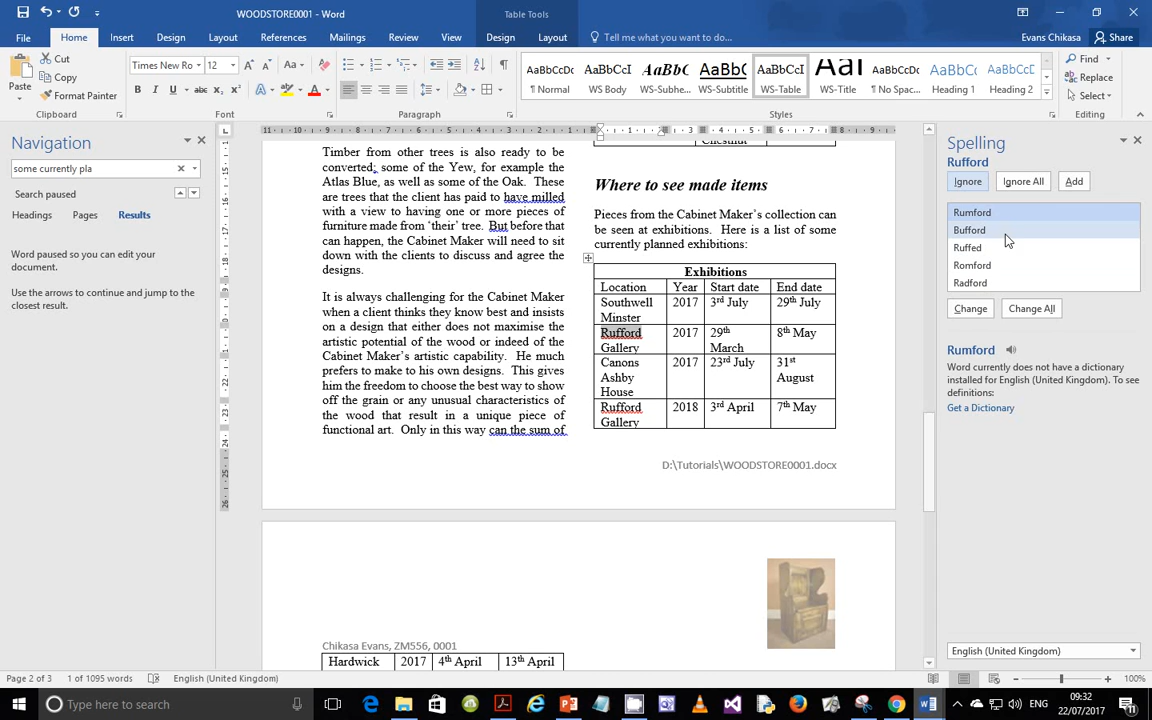 WOODSTORE0001 - Word
Table Tools
File
Home
Insert
Design
Layout
References
Mailings
Review
View
Design
Layout
Tell me what you want to do...
Evans Chikasa
Share
Paste
Cut
Copy
Format Painter
Clipboard
Times New Ro
12
Font
Paragraph
AaBbCcDc
¶ Normal
AaBbCcI
WS Body
AaBbC
WS-Subhe...
AaBbCc
WS-Subtitle
AaBbCcI
WS-Table
AaI
WS-Title
AaBbCcDc
¶ No Spac...
AaBbCc
Heading 1
AaBbCcE
Heading 2
Styles
Find
Replace
Select
Editing
Navigation
some currently pla
Search paused
Headings
Pages
Results
Word paused so you can edit your
document.
Use the arrows to continue and jump to the
closest result.
Timber from other trees is also ready to be
converted; some of the Yew, for example the
Atlas Blue, as well as some of the Oak. These
are trees that the client has paid to have milled
with a view to having one or more pieces of
furniture made from 'their' tree. But before that
can happen, the Cabinet Maker will need to sit
down with the clients to discuss and agree the
designs.
It is always challenging for the Cabinet Maker
when a client thinks they know best and insists
on a design that either does not maximise the
artistic potential of the wood or indeed of the
Cabinet Maker's artistic capability. He much
prefers to make to his own designs. This gives
him the freedom to choose the best way to show
off the grain or any unusual characteristics of
the wood that result in a unique piece of
functional art. Only in this way can the sum of
Chestnut
Where to see made items
Pieces from the Cabinet Maker's collection can
be seen at exhibitions. Here is a list of some
currently planned exhibitions:
Exhibitions
Location Year Start date End date
Southwell Minster 2017 3rd July 29th July
Rufford Gallery 2017 29th March 8th May
Canons Ashby House 2017 23rd July 31st August
Rufford Gallery 2018 3rd April 7th May
D:\Tutorials\WOODSTORE0001.docx
Chikasa Evans, ZM556, 0001
Hardwick 2017 4th April 13th April
Spelling
Rufford
Ignore
Ignore All
Add
Rumford
Bufford
Ruffed
Romford
Radford
Change
Change All
Rumford
Word currently does not have a dictionary
installed for English (United Kingdom). To see
definitions:
Get a Dictionary
English (United Kingdom)
Page 2 of 3
1 of 1095 words
English (United Kingdom)
100%
Type here to search
ENG
09:32
22/07/2017
11